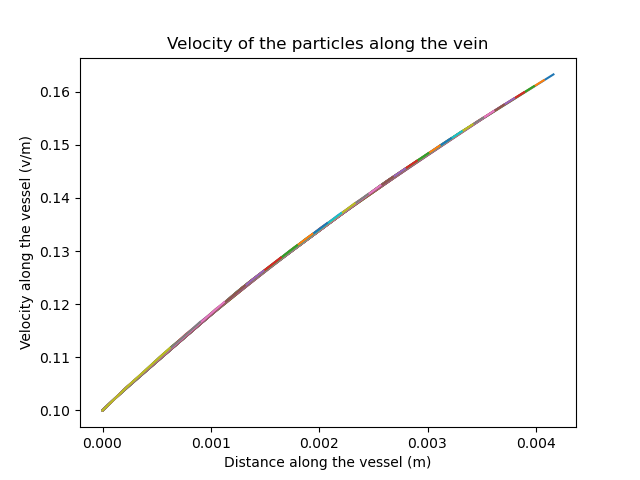 Velocity of the particles along the vein
Velocity along the vessel (v/m)
0.16
0.15
0.14
0.13
0.12
0.11
0.10
0.000 0.001 0.002 0.003 0.004
Distance along the vessel (m)